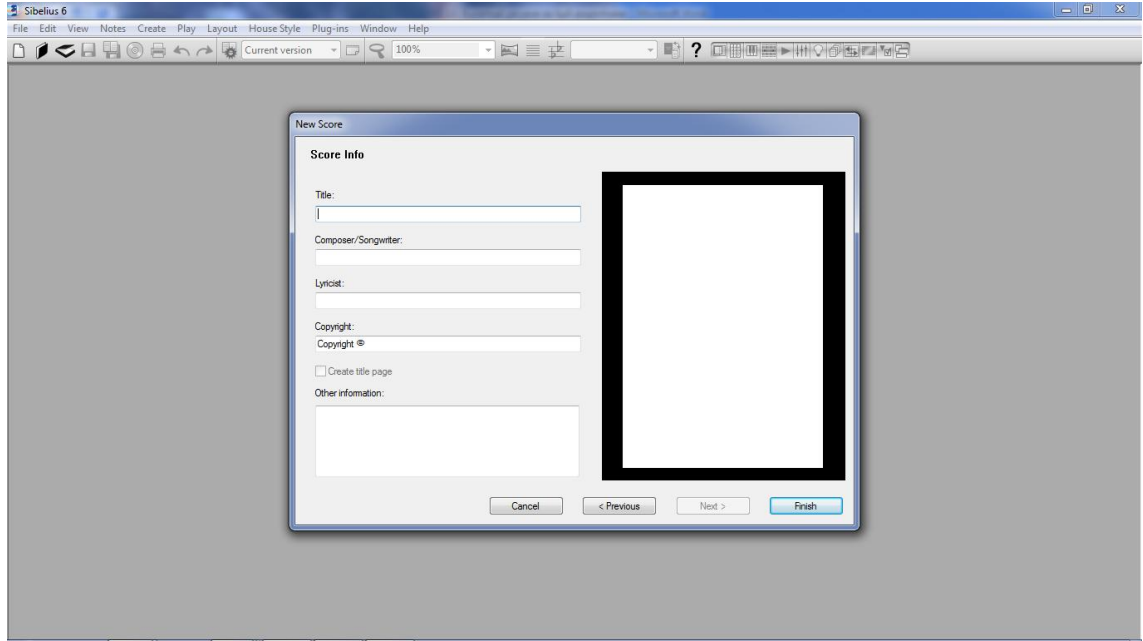 Sibelius 6
File Edit View Notes Create Play Layout House Style Plug-ins Window Help
Current version 100% ?
New Score
Score Info
Title:
Composer/Songwriter:
Lyricist:
Copyright:
Copyright ©
Create title page
Other information:
Cancel < Previous Next > Finish